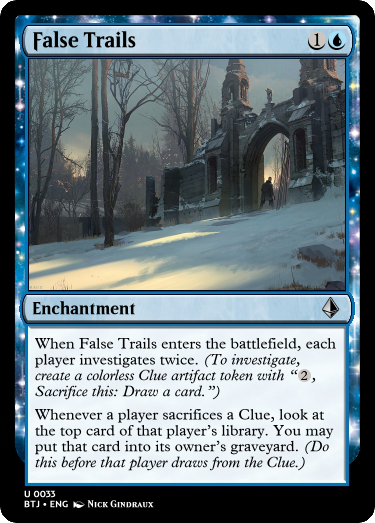 False Trails 1
Enchantment
When False Trails enters the battlefield, each
player investigates twice. (To investigate,
create a colorless Clue artifact token with “2,
Sacrifice this: Draw a card.”)
Whenever a player sacrifices a Clue, look at
the top card of that player's library. You may
put that card into its owner's graveyard. (Do
this before that player draws from the Clue.)
U 0033
BTJ • ENG Nick Gindraux